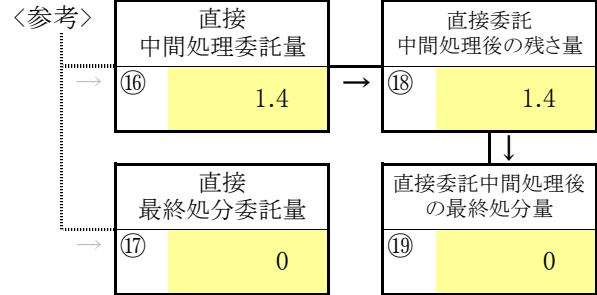 〈参考〉
直接
中間処理委託量
→
⑯
1.4
→
直接委託
中間処理後の残さ量
⑱
1.4
↓
直接
最終処分委託量
→
⑰
0
直接委託中間処理後
の最終処分量
⑲
0